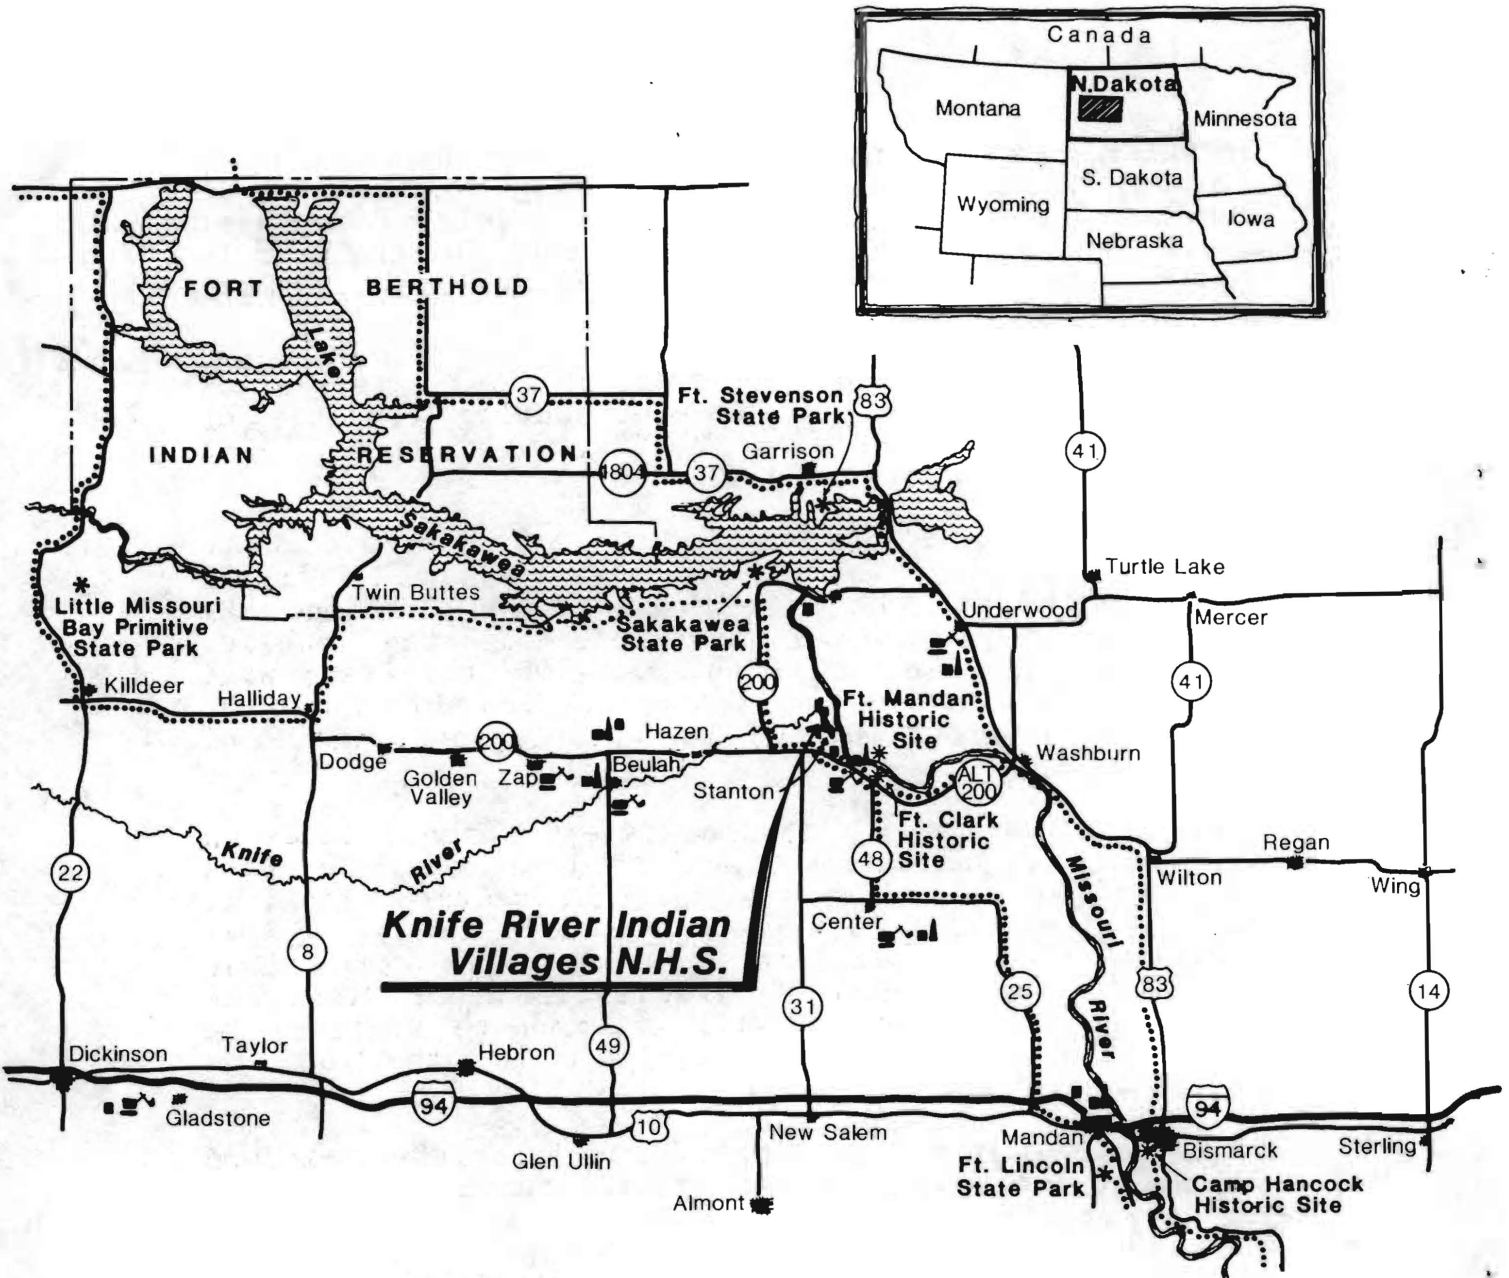 Canada
N.Dakota
Montana
Minnesota
S. Dakota
Wyoming
Iowa
Nebraska
FORT
BERTHOLD
Lake
37
Ft. Stevenson
State Park
83
INDIAN
RESERVATION
1804
37
Garrison
41
Sakakawea
Twin Buttes
Turtle Lake
Little Missouri
Bay Primitive
State Park
Underwood
Mercer
Sakakawea
State Park
Killdeer
Halliday
200
41
Ft. Mandan
Historic
Site
Hazen
200
Dodge
Golden
Valley
Zap
Beulah
Washburn
Stanton
ALT
200
Ft. Clark
Historic
Site
Knife
River
22
48
Missouri
River
Regan
Wilton
Wing
Center
Knife River Indian
Villages N.H.S.
8
31
25
83
14
49
Dickinson
Taylor
Hebron
Gladstone
94
10
94
New Salem
Mandan
Bismarck
Sterling
Glen Ullin
Ft. Lincoln
State Park
Camp Hancock
Historic Site
Almont